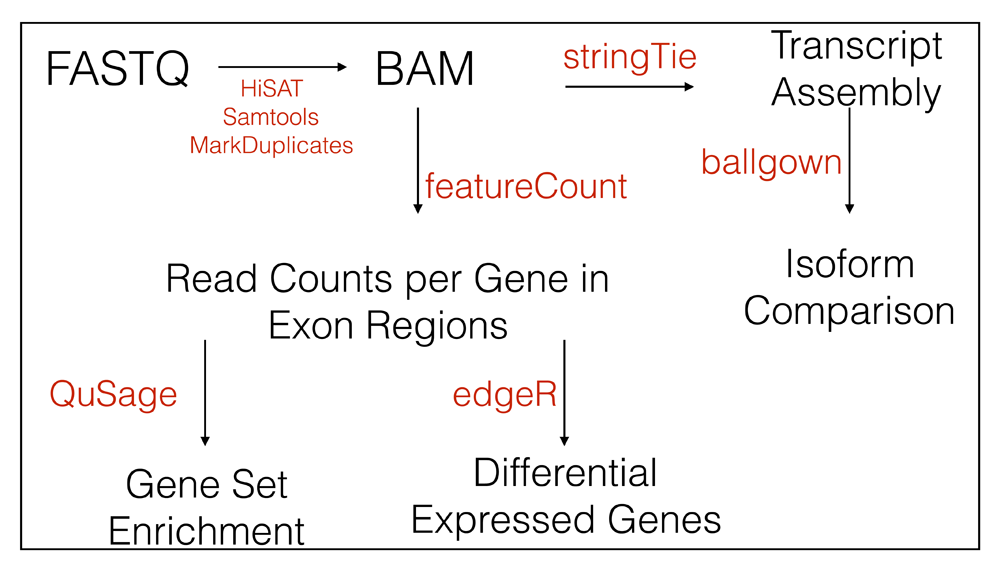 FASTQ
HiSAT
Samtools
MarkDuplicates
BAM
stringTie
Transcript
Assembly
featureCount
ballgown
Read Counts per Gene in
Exon Regions
Isoform
Comparison
QuSage
edgeR
Gene Set
Enrichment
Differential
Expressed Genes